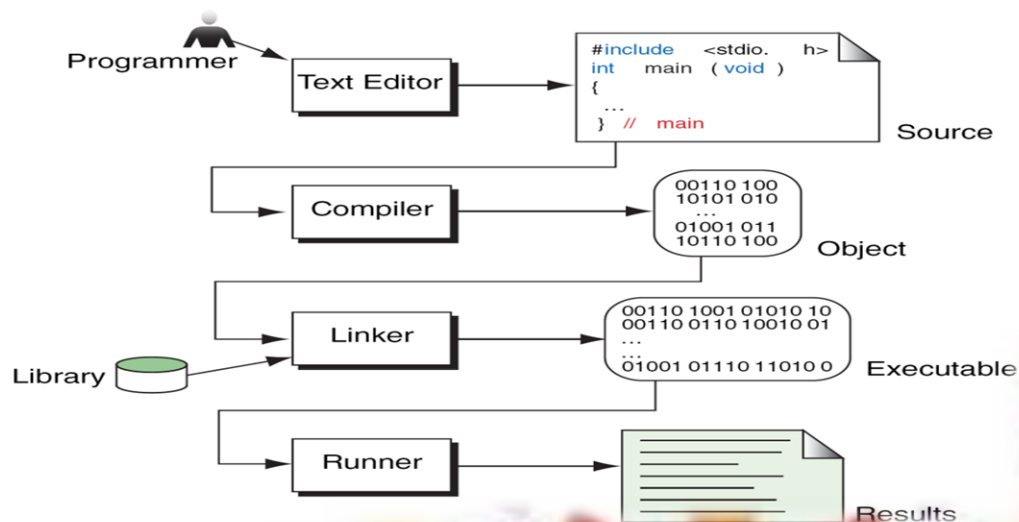 Programmer
Text Editor
#include <stdio. h>
int main ( void )
{
...
} // main
Source
Compiler
00110 100
10101 010
...
01001 011
10110 100
Object
Linker
Library
00110 1001 01010 10
00110 0110 10010 01
...
...
01001 01110 11010 0
Executable
Runner
Results